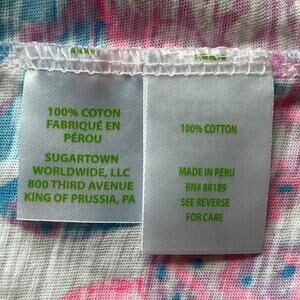 100% COTON
FABRIQUÉ EN
PÉROU
SUGARTOWN
WORLDWIDE, LLC
800 THIRD AVENUE
KING OF PRUSSIA, PA
100% COTTON
MADE IN PERU
RN# 88189
SEE REVERSE
FOR CARE